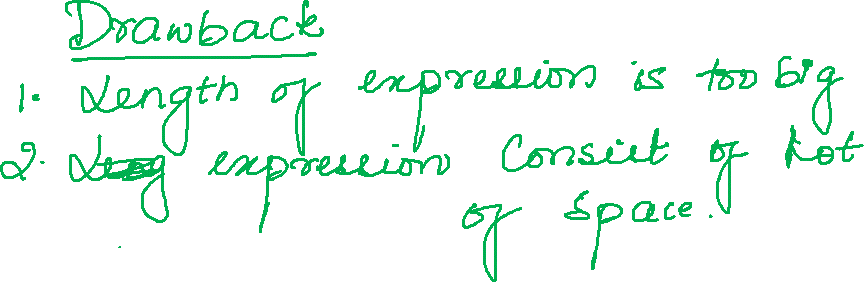 Drawback
1. Length of expression is too big
2. expression Consist of Lot
of space.